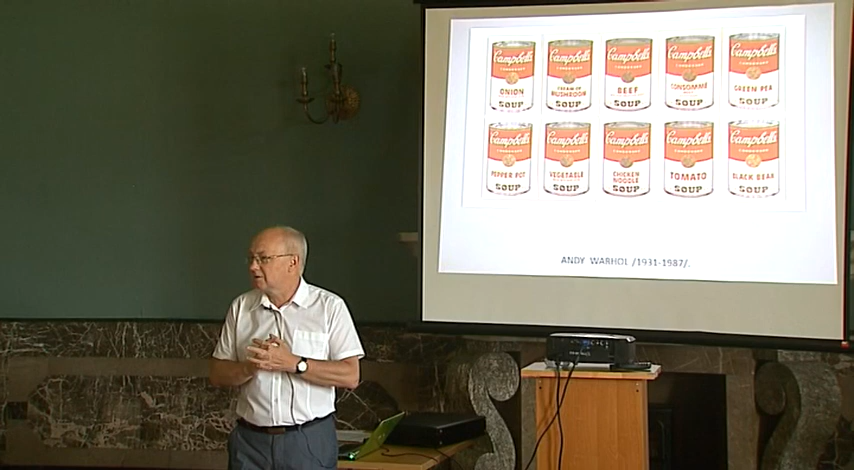 Campbell's Campbell's Campbell's Campbell's Campbell's
ONION CREAM OF MUSHROOM BEEF CONSOMMÉ GREEN PEA
SOUP SOUP SOUP SOUP SOUP
Campbell's Campbell's Campbell's Campbell's Campbell's
PEPPER POT VEGETABLE CHICKEN NOODLE TOMATO BLACK BEAN
SOUP SOUP SOUP SOUP SOUP
ANDY WARHOL /1931-1987/.